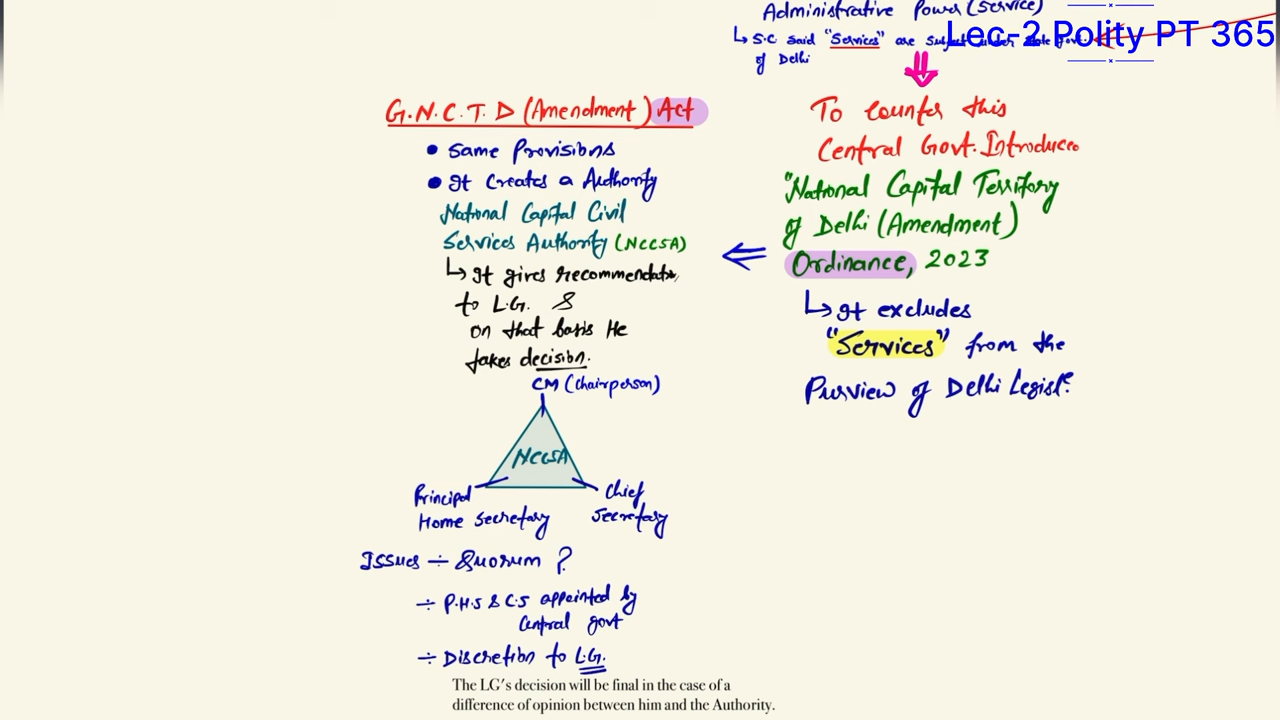 Administrative Power (Service)
↳ S.C said "Services" are
of Delhi
Lec-2 Polity PT 365
To Counter this
Central Govt. Introduce
"National Capital Territory
of Delhi (Amendment)
Ordinance, 2023
↳ It excludes
"Services" from the
Purview of Delhi Legisl.
G.N.C.T.D (Amendment) Act
• Same Provisions
• It Creates a Authority
National Capital Civil
Services Authority (NCCSA)
↳ It gives recommendatn
to L.G. &
on that basis He
takes decision.
CM (Chairperson)
NCCSA
Principal
Home Secretary
Chief
Secretary
Issues ÷ Quorum ?
÷ P.H.S & C.S appointed by
Central govt
÷ Discretion to L.G.
The LG's decision will be final in the case of a
difference of opinion between him and the Authority.